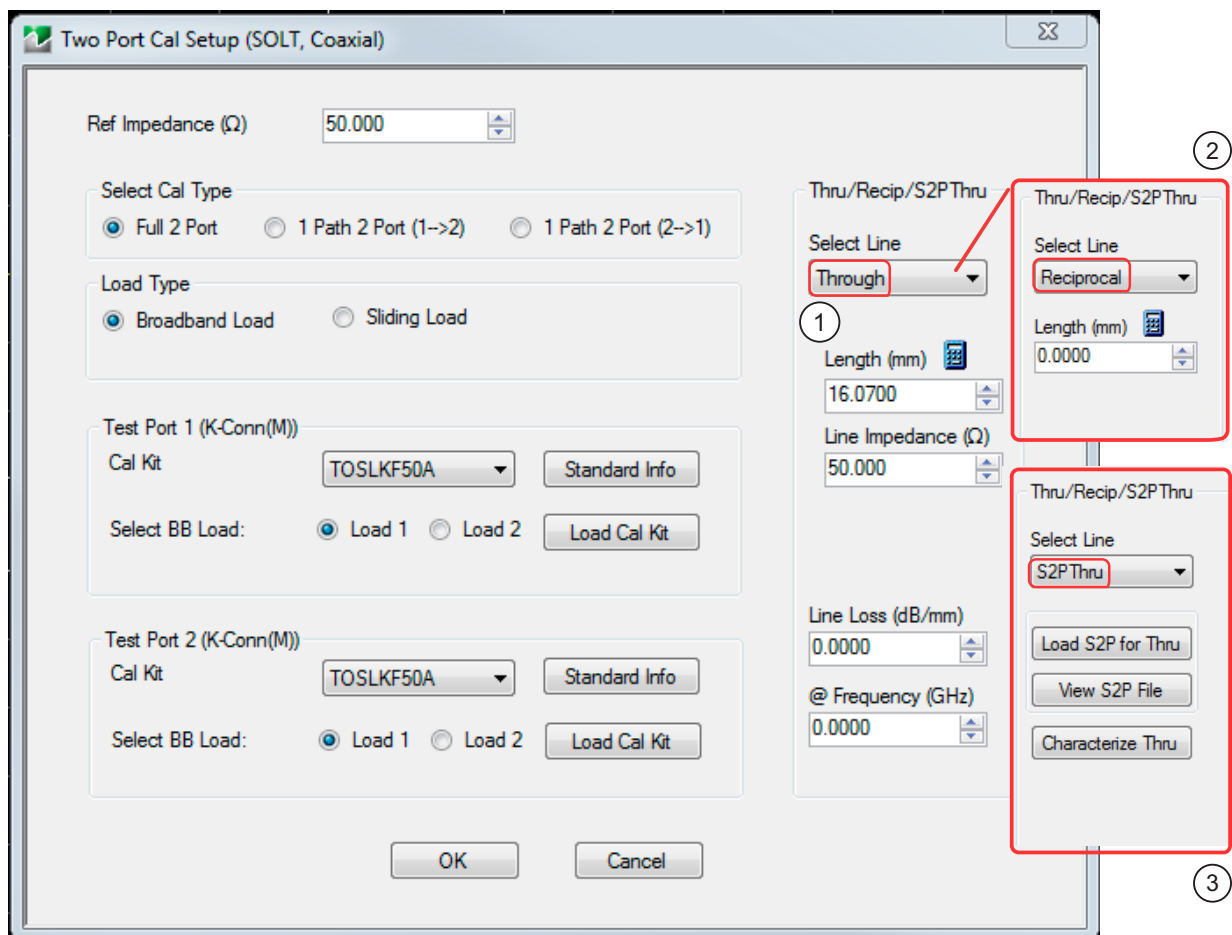 Two Port Cal Setup (SOLT, Coaxial)
Ref Impedance (Ω)
50.000
Select Cal Type
Full 2 Port
1 Path 2 Port (1-->2)
1 Path 2 Port (2-->1)
Load Type
Broadband Load
Sliding Load
Test Port 1 (K-Conn(M))
Cal Kit
TOSLKF50A
Standard Info
Select BB Load:
Load 1
Load 2
Load Cal Kit
Test Port 2 (K-Conn(M))
Cal Kit
TOSLKF50A
Standard Info
Select BB Load:
Load 1
Load 2
Load Cal Kit
OK
Cancel
Thru/Recip/S2PThru
Select Line
Through
1
Length (mm)
16.0700
Line Impedance (Ω)
50.000
Line Loss (dB/mm)
0.0000
@ Frequency (GHz)
0.0000
2
Thru/Recip/S2PThru
Select Line
Reciprocal
Length (mm)
0.0000
Thru/Recip/S2PThru
Select Line
S2PThru
Load S2P for Thru
View S2P File
Characterize Thru
3